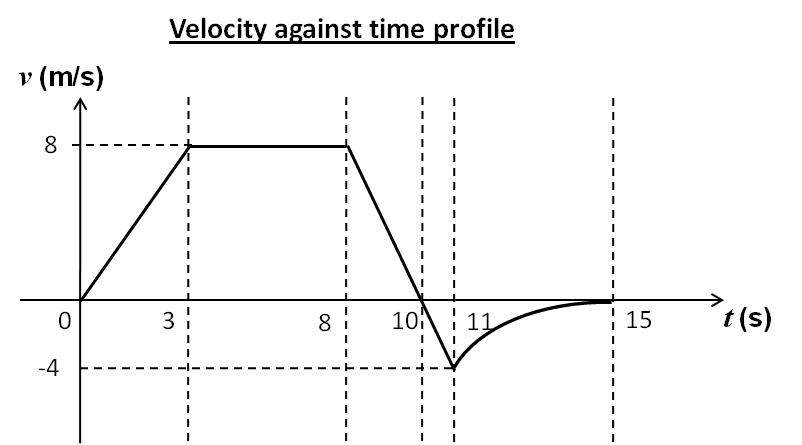 Velocity against time profile
v (m/s)
8
0 3 8 10 11 15 t (s)
-4